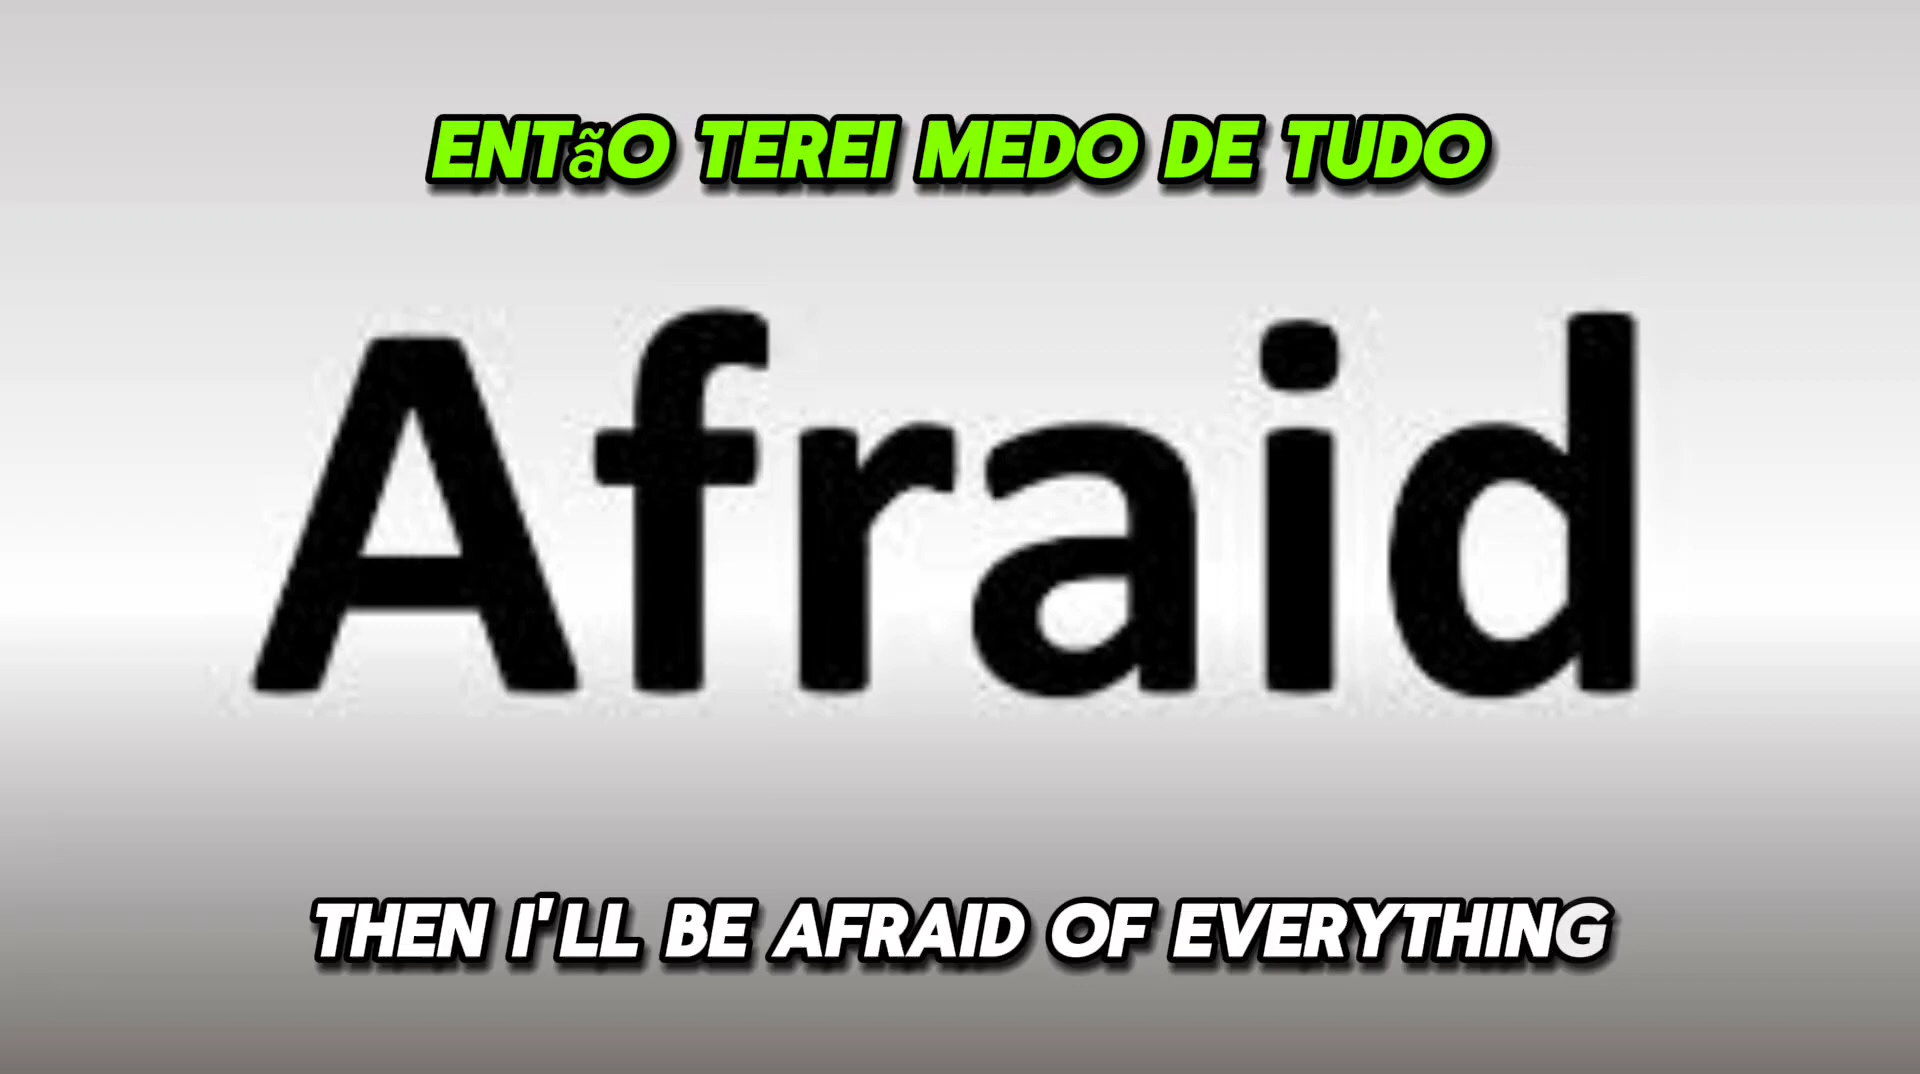 ENTãO TEREI MEDO DE TUDO
Afraid
THEN I'LL BE AFRAID OF EVERYTHING